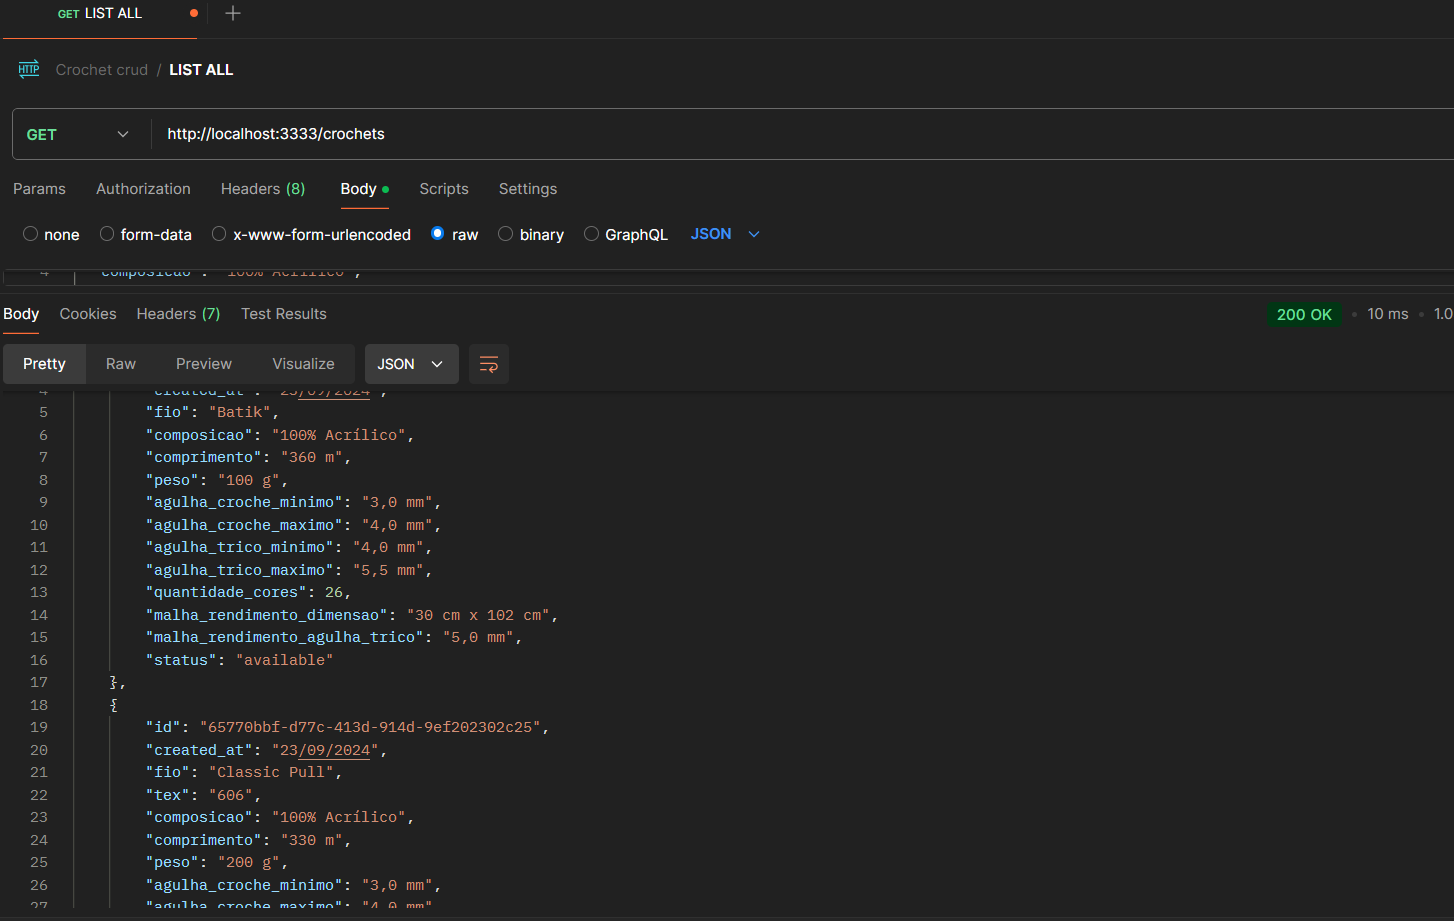 GET LIST ALL
Crochet crud / LIST ALL
GET http://localhost:3333/crochets
Params Authorization Headers (8) Body Scripts Settings
none form-data x-www-form-urlencoded raw binary GraphQL JSON
4 "composicao": "100% Acrílico",
Body Cookies Headers (7) Test Results 200 OK 10 ms 1.0
Pretty Raw Preview Visualize JSON
4 "created_at": "23/09/2024",
5 "fio": "Batik",
6 "composicao": "100% Acrílico",
7 "comprimento": "360 m",
8 "peso": "100 g",
9 "agulha_croche_minimo": "3,0 mm",
10 "agulha_croche_maximo": "4,0 mm",
11 "agulha_trico_minimo": "4,0 mm",
12 "agulha_trico_maximo": "5,5 mm",
13 "quantidade_cores": 26,
14 "malha_rendimento_dimensao": "30 cm x 102 cm",
15 "malha_rendimento_agulha_trico": "5,0 mm",
16 "status": "available"
17 },
18 {
19 "id": "65770bbf-d77c-413d-914d-9ef202302c25",
20 "created_at": "23/09/2024",
21 "fio": "Classic Pull",
22 "tex": "606",
23 "composicao": "100% Acrílico",
24 "comprimento": "330 m",
25 "peso": "200 g",
26 "agulha_croche_minimo": "3,0 mm",
27 "agulha_croche_maximo": "4,0 mm"